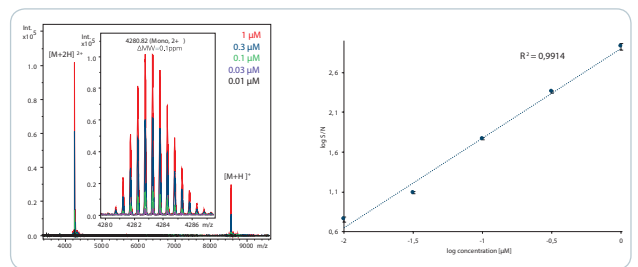 Int.
x10⁵
[M+2H] ²⁺
1.0
0.8
0.6
0.4
0.2
0.0
4000 5000 6000 7000 8000 9000 m/z
Int.
x10⁵
4280.82 (Mono, 2+)
ΔMW=0.1ppm
1.0
0.8
0.6
0.4
0.2
0.0
4280 4282 4284 4286 m/z
1 µM
0.3 µM
0.1 µM
0.03 µM
0.01 µM
[M+H ]⁺
R² = 0,9914
log S/N
3,1
2,6
2,1
1,6
1,1
0,6
-2 -1,5 -1 -0,5 0
log concentration [µM]